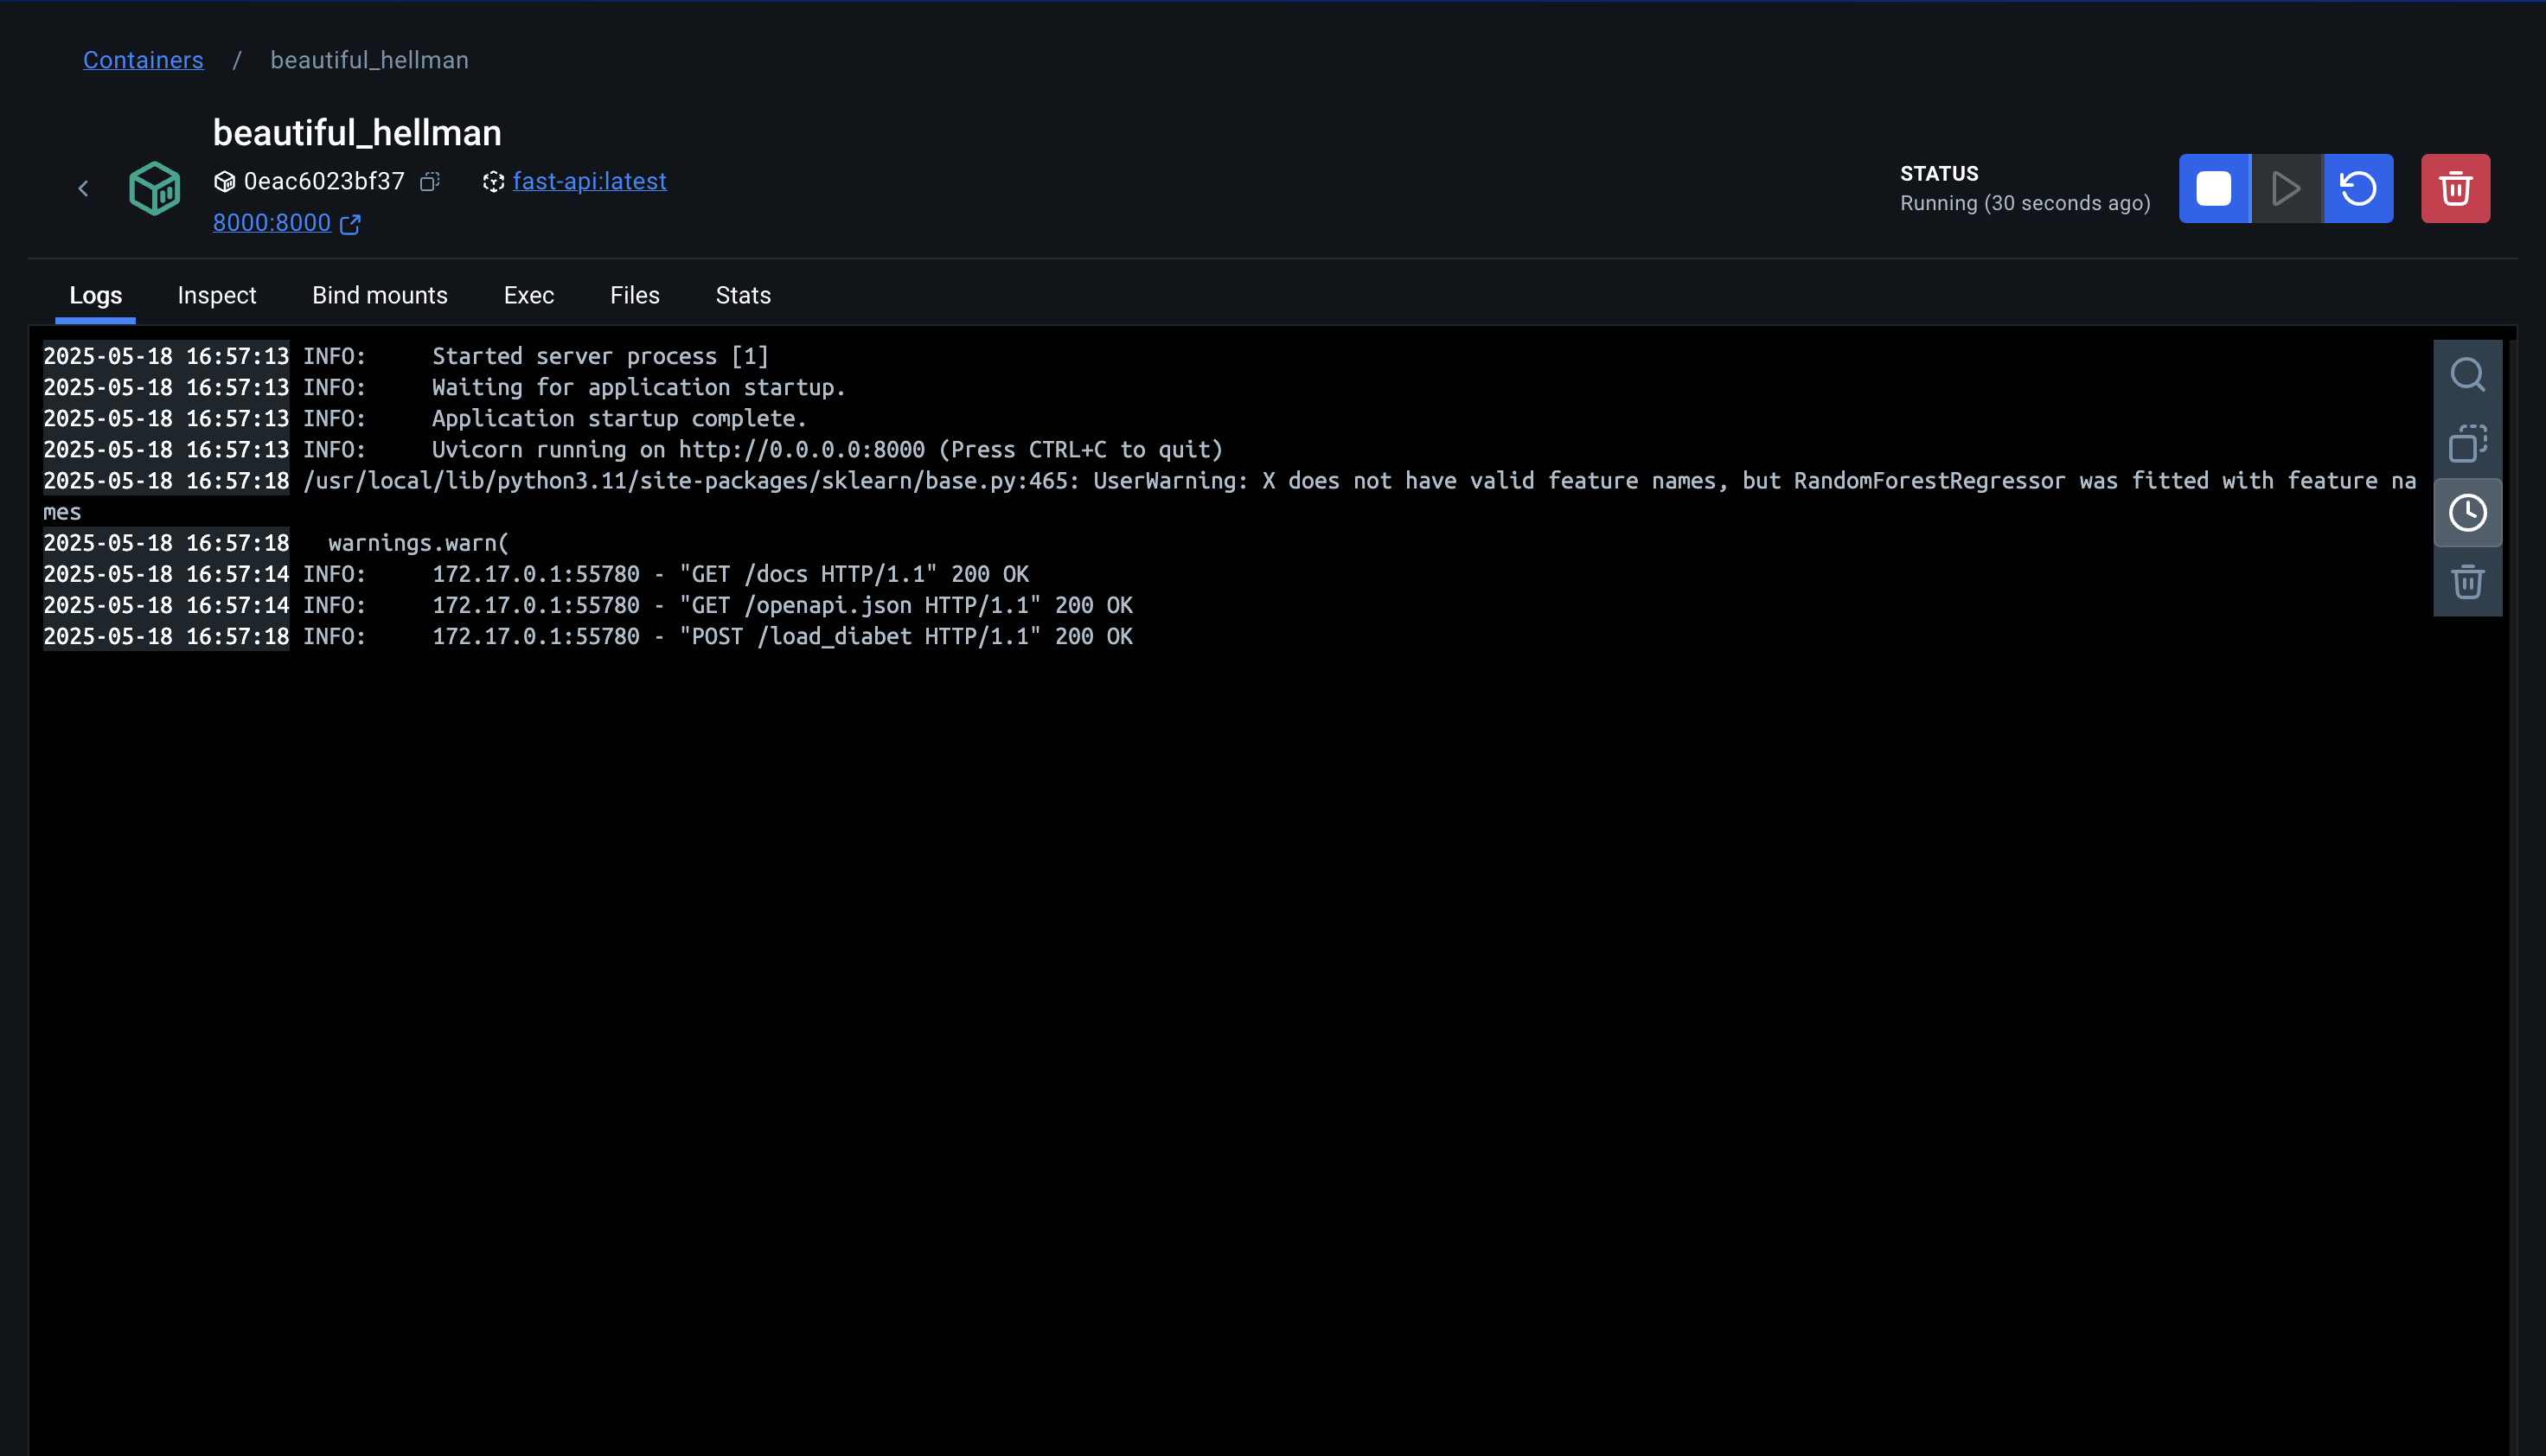 Containers / beautiful_hellman
beautiful_hellman
0eac6023bf37 fast-api:latest
8000:8000
STATUS
Running (30 seconds ago)
Logs Inspect Bind mounts Exec Files Stats
2025-05-18 16:57:13 INFO:     Started server process [1]
2025-05-18 16:57:13 INFO:     Waiting for application startup.
2025-05-18 16:57:13 INFO:     Application startup complete.
2025-05-18 16:57:13 INFO:     Uvicorn running on http://0.0.0.0:8000 (Press CTRL+C to quit)
2025-05-18 16:57:18 /usr/local/lib/python3.11/site-packages/sklearn/base.py:465: UserWarning: X does not have valid feature names, but RandomForestRegressor was fitted with feature na
mes
2025-05-18 16:57:18   warnings.warn(
2025-05-18 16:57:14 INFO:     172.17.0.1:55780 - "GET /docs HTTP/1.1" 200 OK
2025-05-18 16:57:14 INFO:     172.17.0.1:55780 - "GET /openapi.json HTTP/1.1" 200 OK
2025-05-18 16:57:18 INFO:     172.17.0.1:55780 - "POST /load_diabet HTTP/1.1" 200 OK